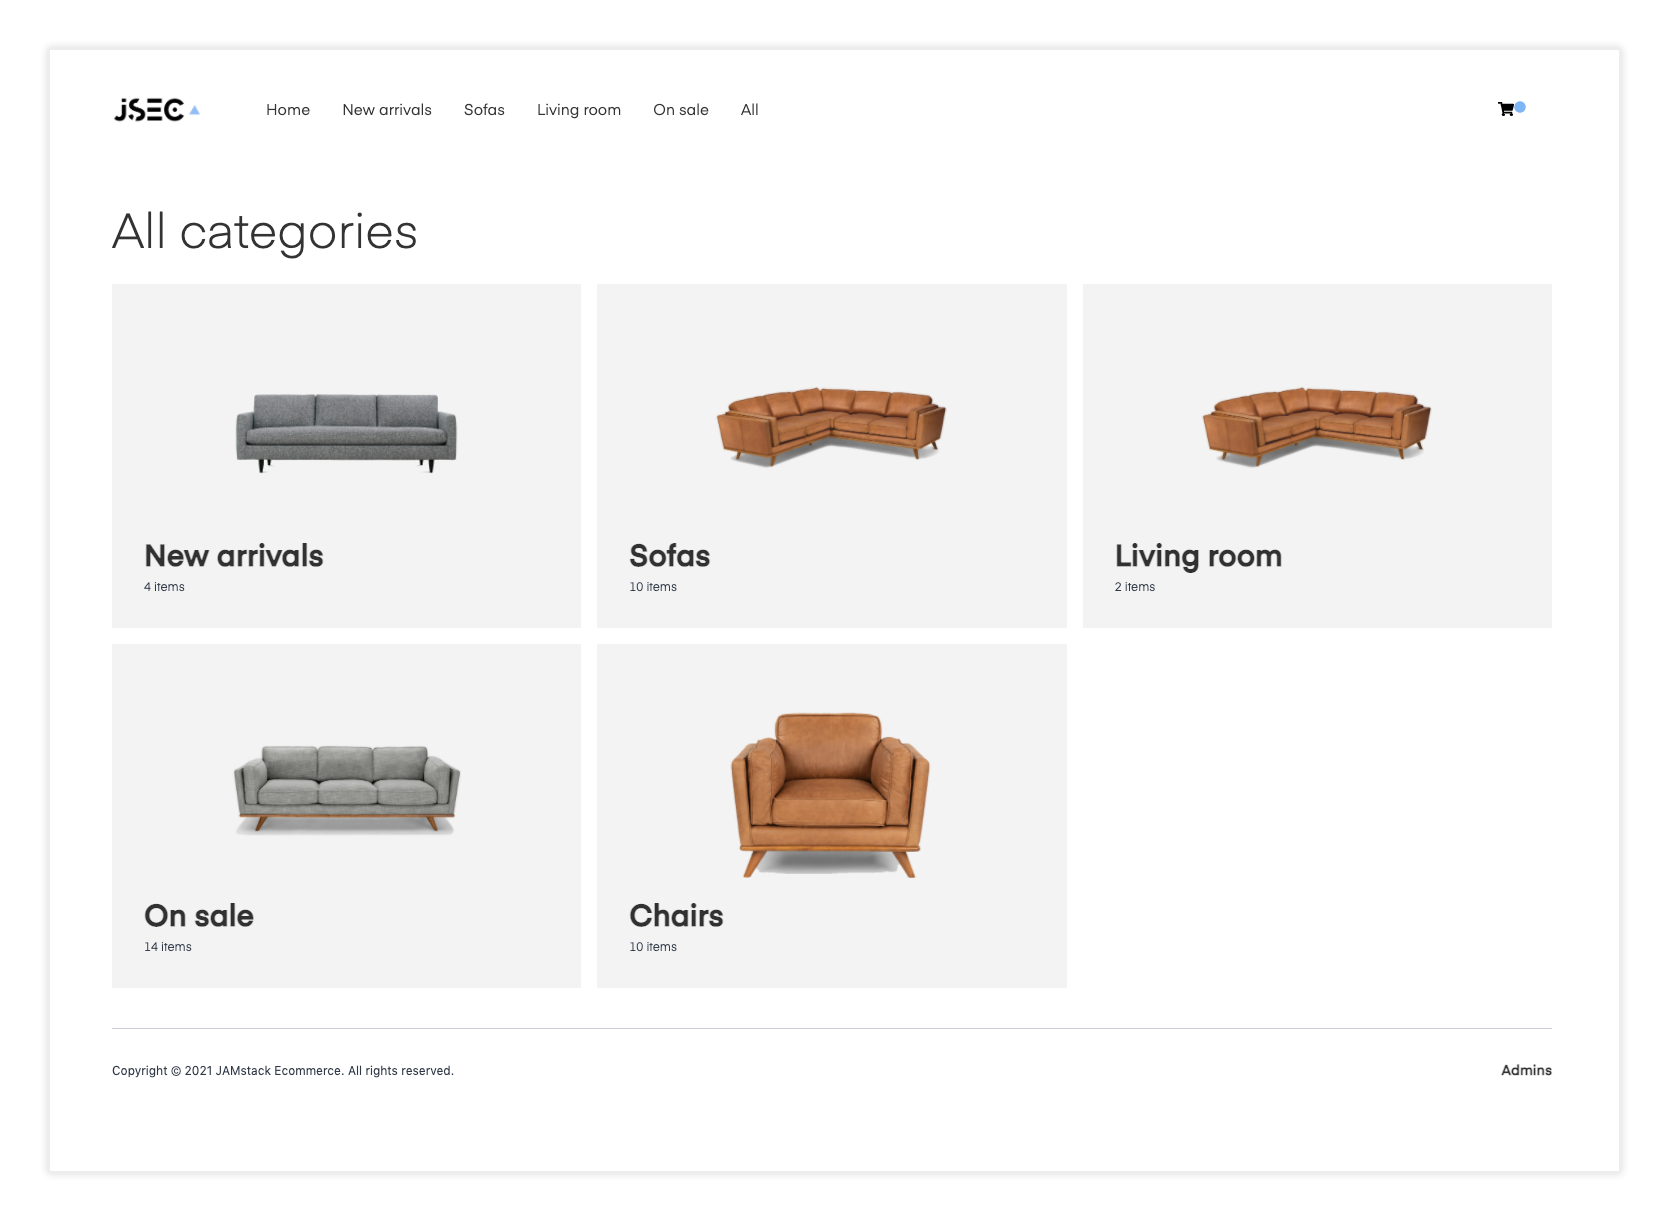 JSEC
Home New arrivals Sofas Living room On sale All
All categories
New arrivals
4 items
Sofas
10 items
Living room
2 items
On sale
14 items
Chairs
10 items
Copyright © 2021 JAMstack Ecommerce. All rights reserved.
Admins